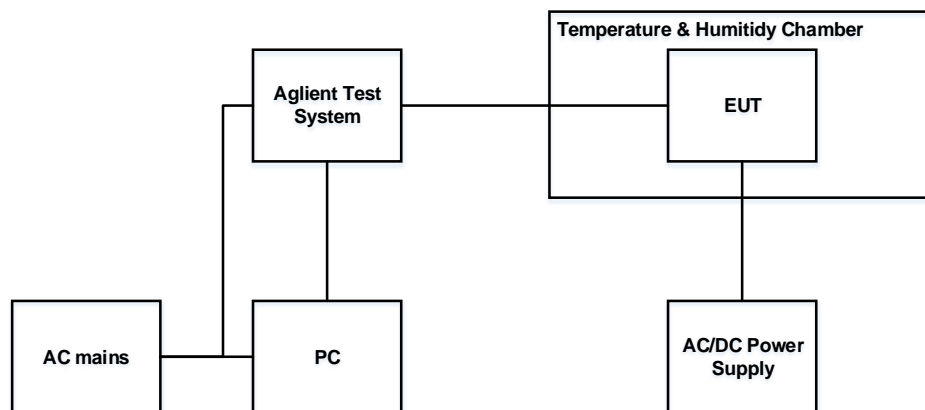 Temperature & Humitidy Chamber
Aglient Test
System
EUT
AC mains
PC
AC/DC Power
Supply